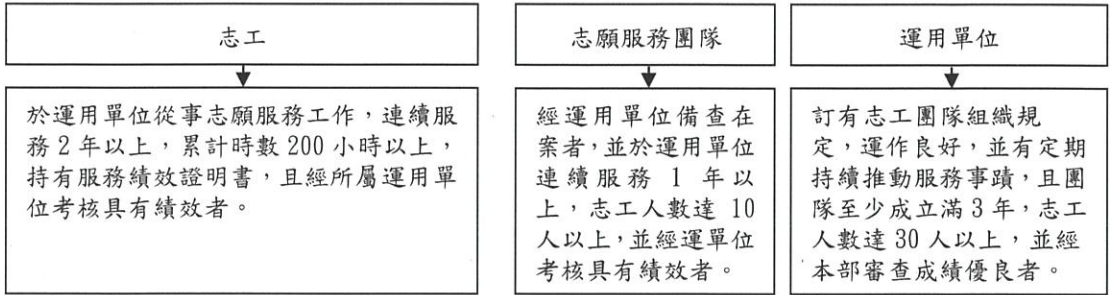 志工
於運用單位從事志願服務工作，連續服
務2年以上，累計時數200小時以上，
持有服務績效證明書，且經所屬運用單
位考核具有績效者。
志願服務團隊
經運用單位備查在
案者，並於運用單位
連續服務 1 年以
上，志工人數達 10
人以上，並經運單位
考核具有績效者。
運用單位
訂有志工團隊組織規
定，運作良好，並有定期
持續推動服務事蹟，且團
隊至少成立滿3年，志工
人數達30人以上，並經
本部審查成績優良者。